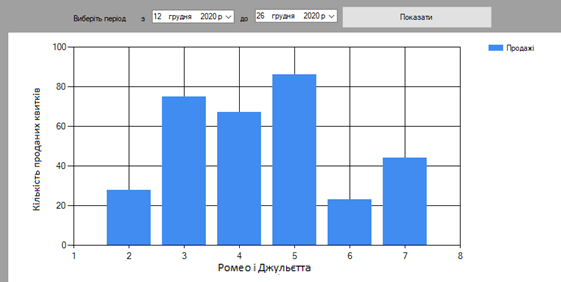 Виберіть період з 12 грудня 2020 р до 26 грудня 2020 р Показати
Продажі
Кількість проданих квитків
100
80
60
40
20
0
1 2 3 4 5 6 7 8
Ромео і Джульєтта